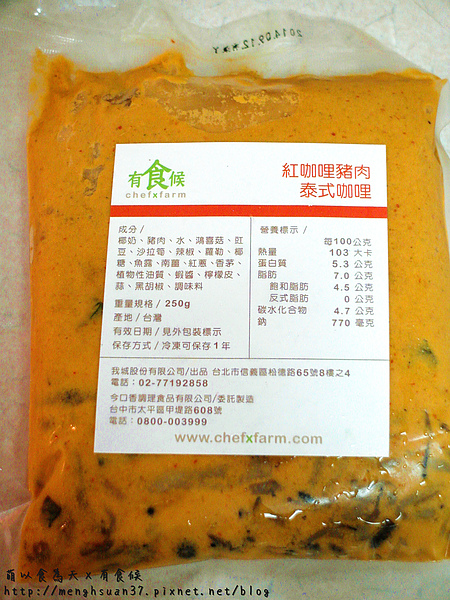 2014.09.12
有食候
chefxfarm
紅咖哩豬肉
泰式咖哩
成分 /
椰奶、豬肉、水、鴻喜菇、豇
豆、沙拉筍、辣椒、蘿勒、椰
糖、魚露、南薑、紅蔥、香茅、
植物性油質、蝦醬、檸檬皮、
蒜、黑胡椒、調味料
重量規格 / 250g
產地 / 台灣
有效日期 / 見外包裝標示
保存方式 / 冷凍可保存1年
營養標示 /
每100公克
熱量 103 大卡
蛋白質 5.3 公克
脂肪 7.0 公克
飽和脂肪 4.5 公克
反式脂肪 0 公克
碳水化合物 4.7 公克
鈉 770 毫克
我城股份有限公司/出品 台北市信義區松德路65號8樓之4
電話：02-77192858
今口香調理食品有限公司/委託製造
台中市太平區甲堤路608號
電話：0800-003999
www.chefxfarm.com
萌以食為天 x 有食候
http://menghsuan37.pixnet.net/blog